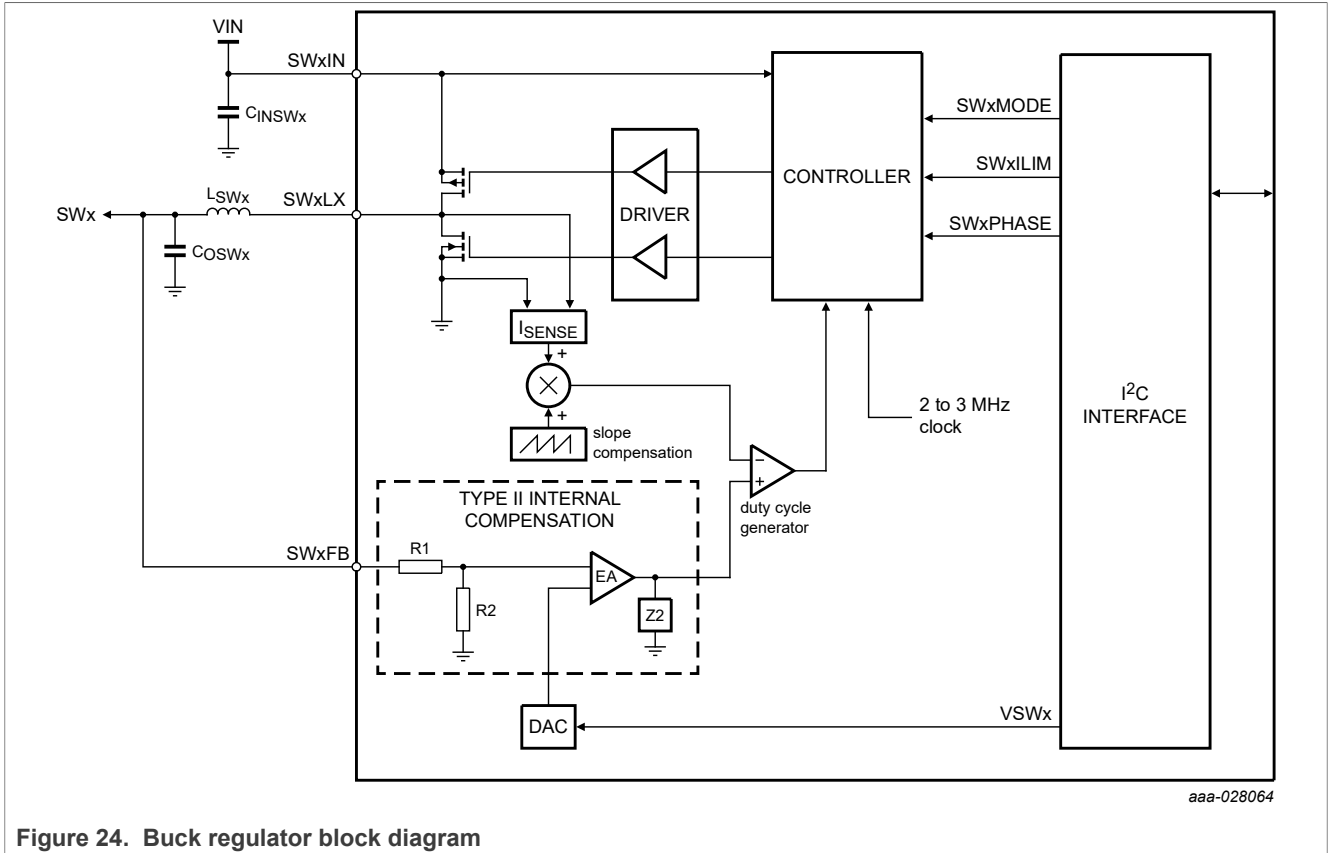 VIN
SWxIN
CINSWx
SWxMODE
SWxILIM
SWxPHASE
CONTROLLER
DRIVER
LSWx
SWxLX
SWx
COSWx
ISENSE
+
+
slope
compensation
2 to 3 MHz
clock
I2C
INTERFACE
−
+
duty cycle
generator
TYPE II INTERNAL
COMPENSATION
SWxFB
R1
R2
EA
Z2
DAC
VSWx
aaa-028064
Figure 24. Buck regulator block diagram